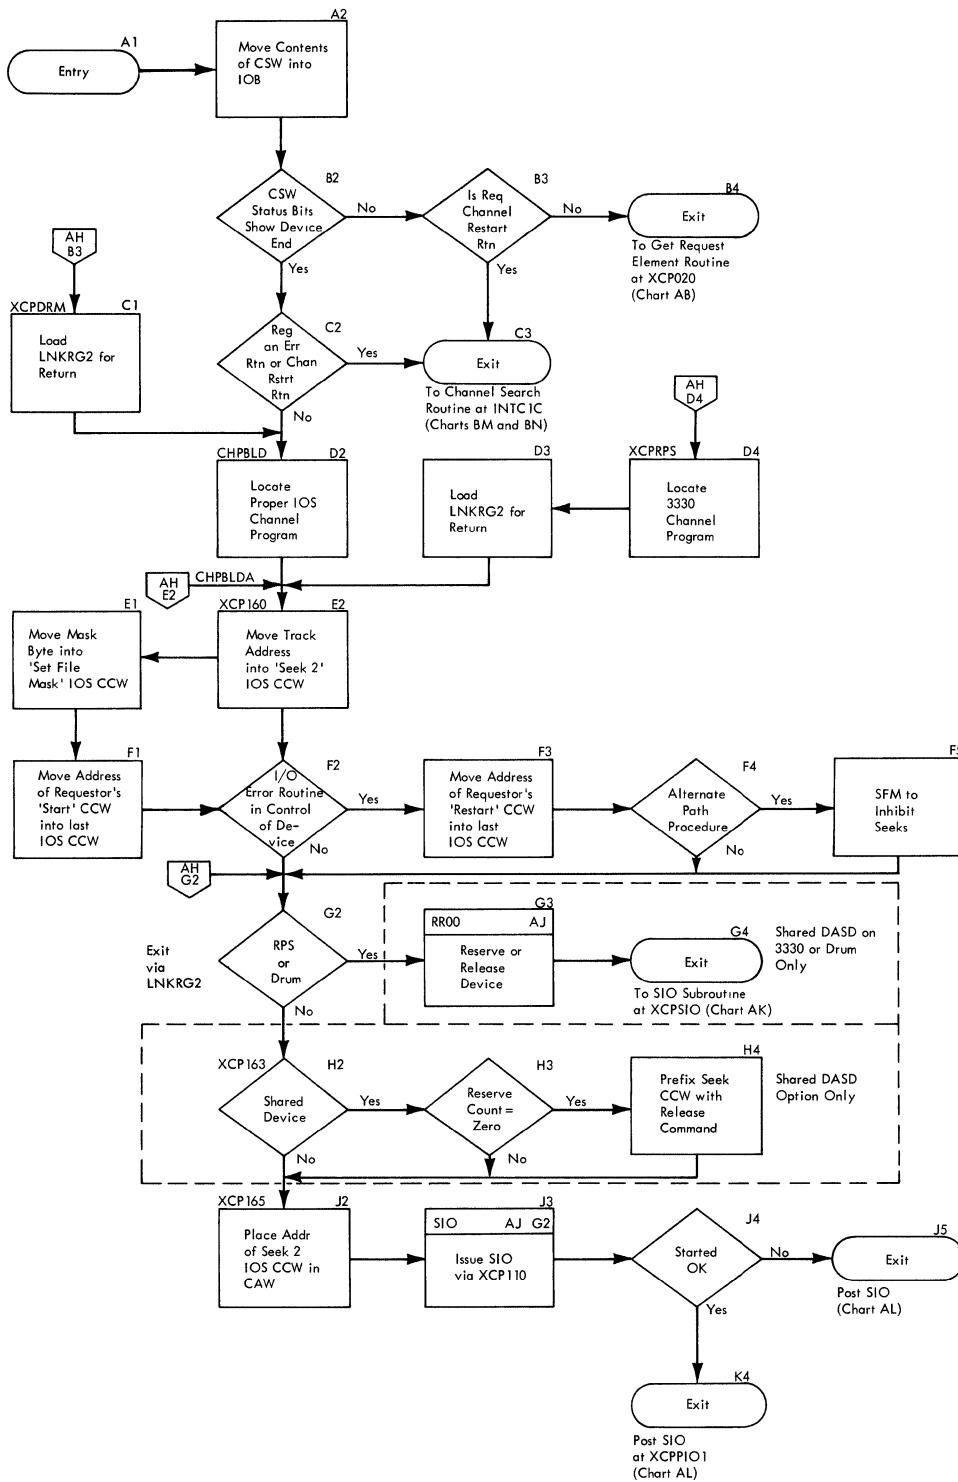 A1
Entry
A2
Move Contents
of CSW into
IOB
B2
CSW
Status Bits
Show Device
End
No
Yes
B3
Is Req
Channel
Restart
Rtn
No
Yes
B4
Exit
To Get Request
Element Routine
at XCP020
(Chart AB)
AH
B3
XCPDRM
C1
Load
LNKRG2 for
Return
C2
Reg
an Err
Rtn or Chan
Rstrt
Rtn
Yes
No
C3
Exit
To Channel Search
Routine at INTC1C
(Charts BM and BN)
AH
D4
CHPBLD
D2
Locate
Proper IOS
Channel
Program
D3
Load
LNKRG2 for
Return
XCPRPS
D4
Locate
3330
Channel
Program
AH
E2
CHPBLDA
E1
Move Mask
Byte into
'Set File
Mask' IOS CCW
XCP160
E2
Move Track
Address
into 'Seek 2'
IOS CCW
F1
Move Address
of Requestor's
'Start' CCW
into last
IOS CCW
F2
I/O
Error Routine
in Control
of De-
vice
Yes
No
F3
Move Address
of Requestor's
'Restart' CCW
into last
IOS CCW
F4
Alternate
Path
Procedure
Yes
No
F5
SFM to
Inhibit
Seeks
AH
G2
Exit
via
LNKRG2
G2
RPS
or
Drum
Yes
No
G3
RR00 AJ
Reserve or
Release
Device
G4
Exit
To SIO Subroutine
at XCPSIO (Chart AK)
Shared DASD on
3330 or Drum
Only
XCP163
H2
Shared
Device
Yes
No
H3
Reserve
Count =
Zero
Yes
No
H4
Prefix Seek
CCW with
Release
Command
Shared DASD
Option Only
XCP165
J2
Place Addr
of Seek 2
IOS CCW in
CAW
J3
SIO AJ G2
Issue SIO
via XCP110
J4
Started
OK
No
Yes
J5
Exit
Post SIO
(Chart AL)
K4
Exit
Post SIO
at XCPPIO1
(Chart AL)